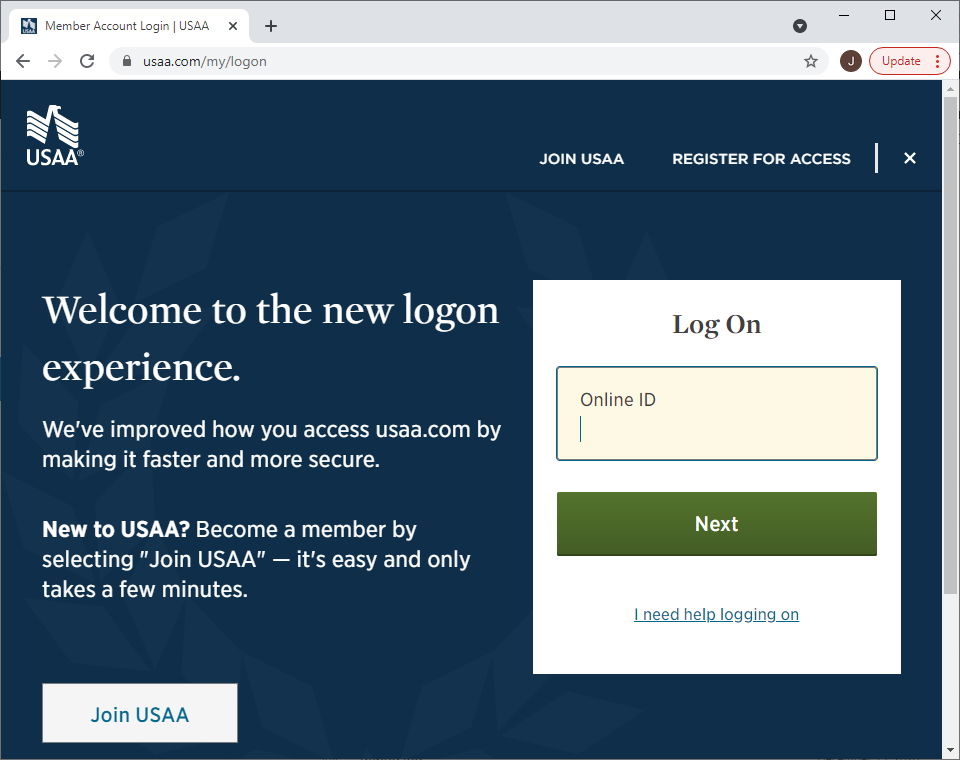 Member Account Login | USAA
usaa.com/my/logon
J
Update
USAA®
JOIN USAA
REGISTER FOR ACCESS
Welcome to the new logon
experience.
We've improved how you access usaa.com by
making it faster and more secure.
New to USAA? Become a member by
selecting "Join USAA" — it's easy and only
takes a few minutes.
Join USAA
Log On
Online ID
Next
I need help logging on